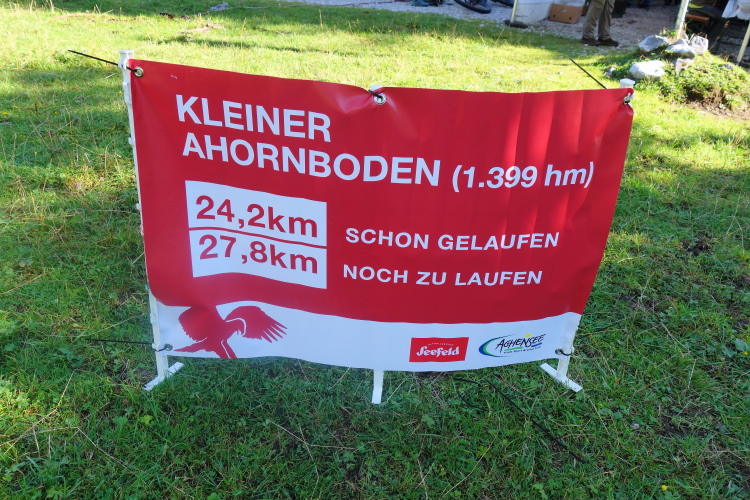 KLEINER
AHORNBODEN (1.399 hm)
24,2km SCHON GELAUFEN
27,8km NOCH ZU LAUFEN
Seefeld
ACHENSEE